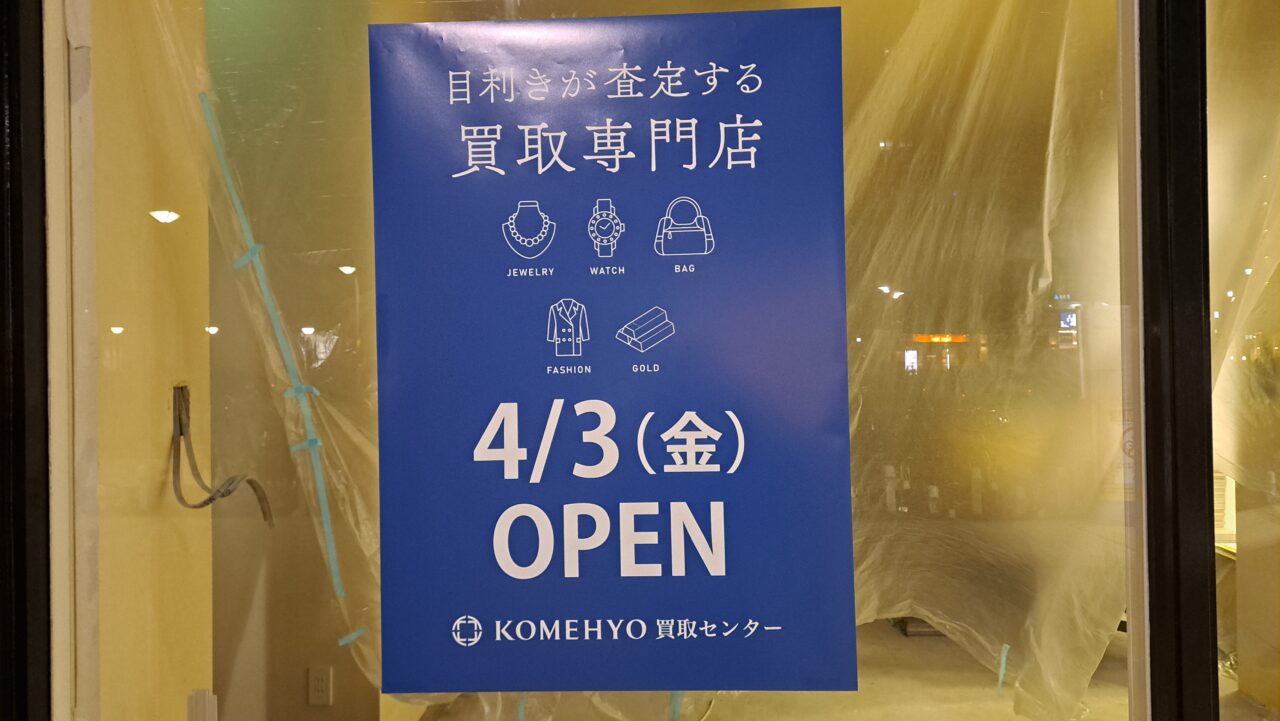 目利きが査定する
買取専門店
JEWELRY WATCH BAG
FASHION GOLD
4/3(金)
OPEN
KOMEHYO 買取センター